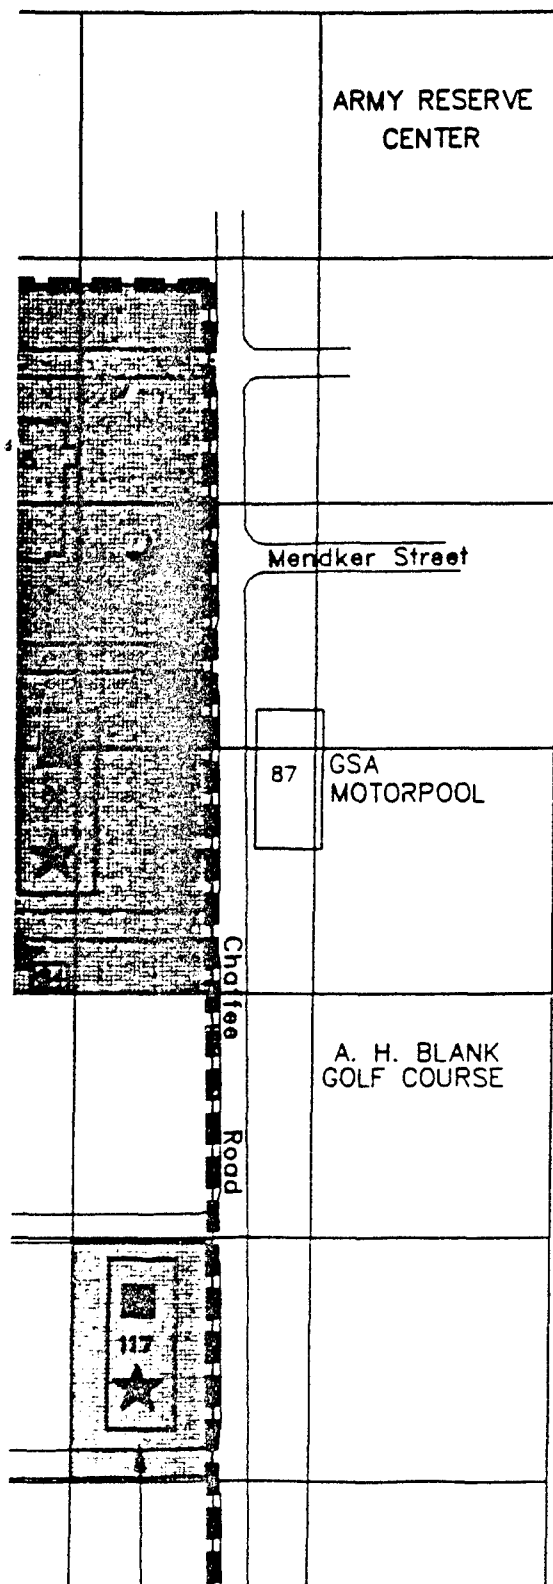 ARMY RESERVE
CENTER
Mendker Street
87
GSA
MOTORPOOL
Chaffee Road
A. H. BLANK
GOLF COURSE
117